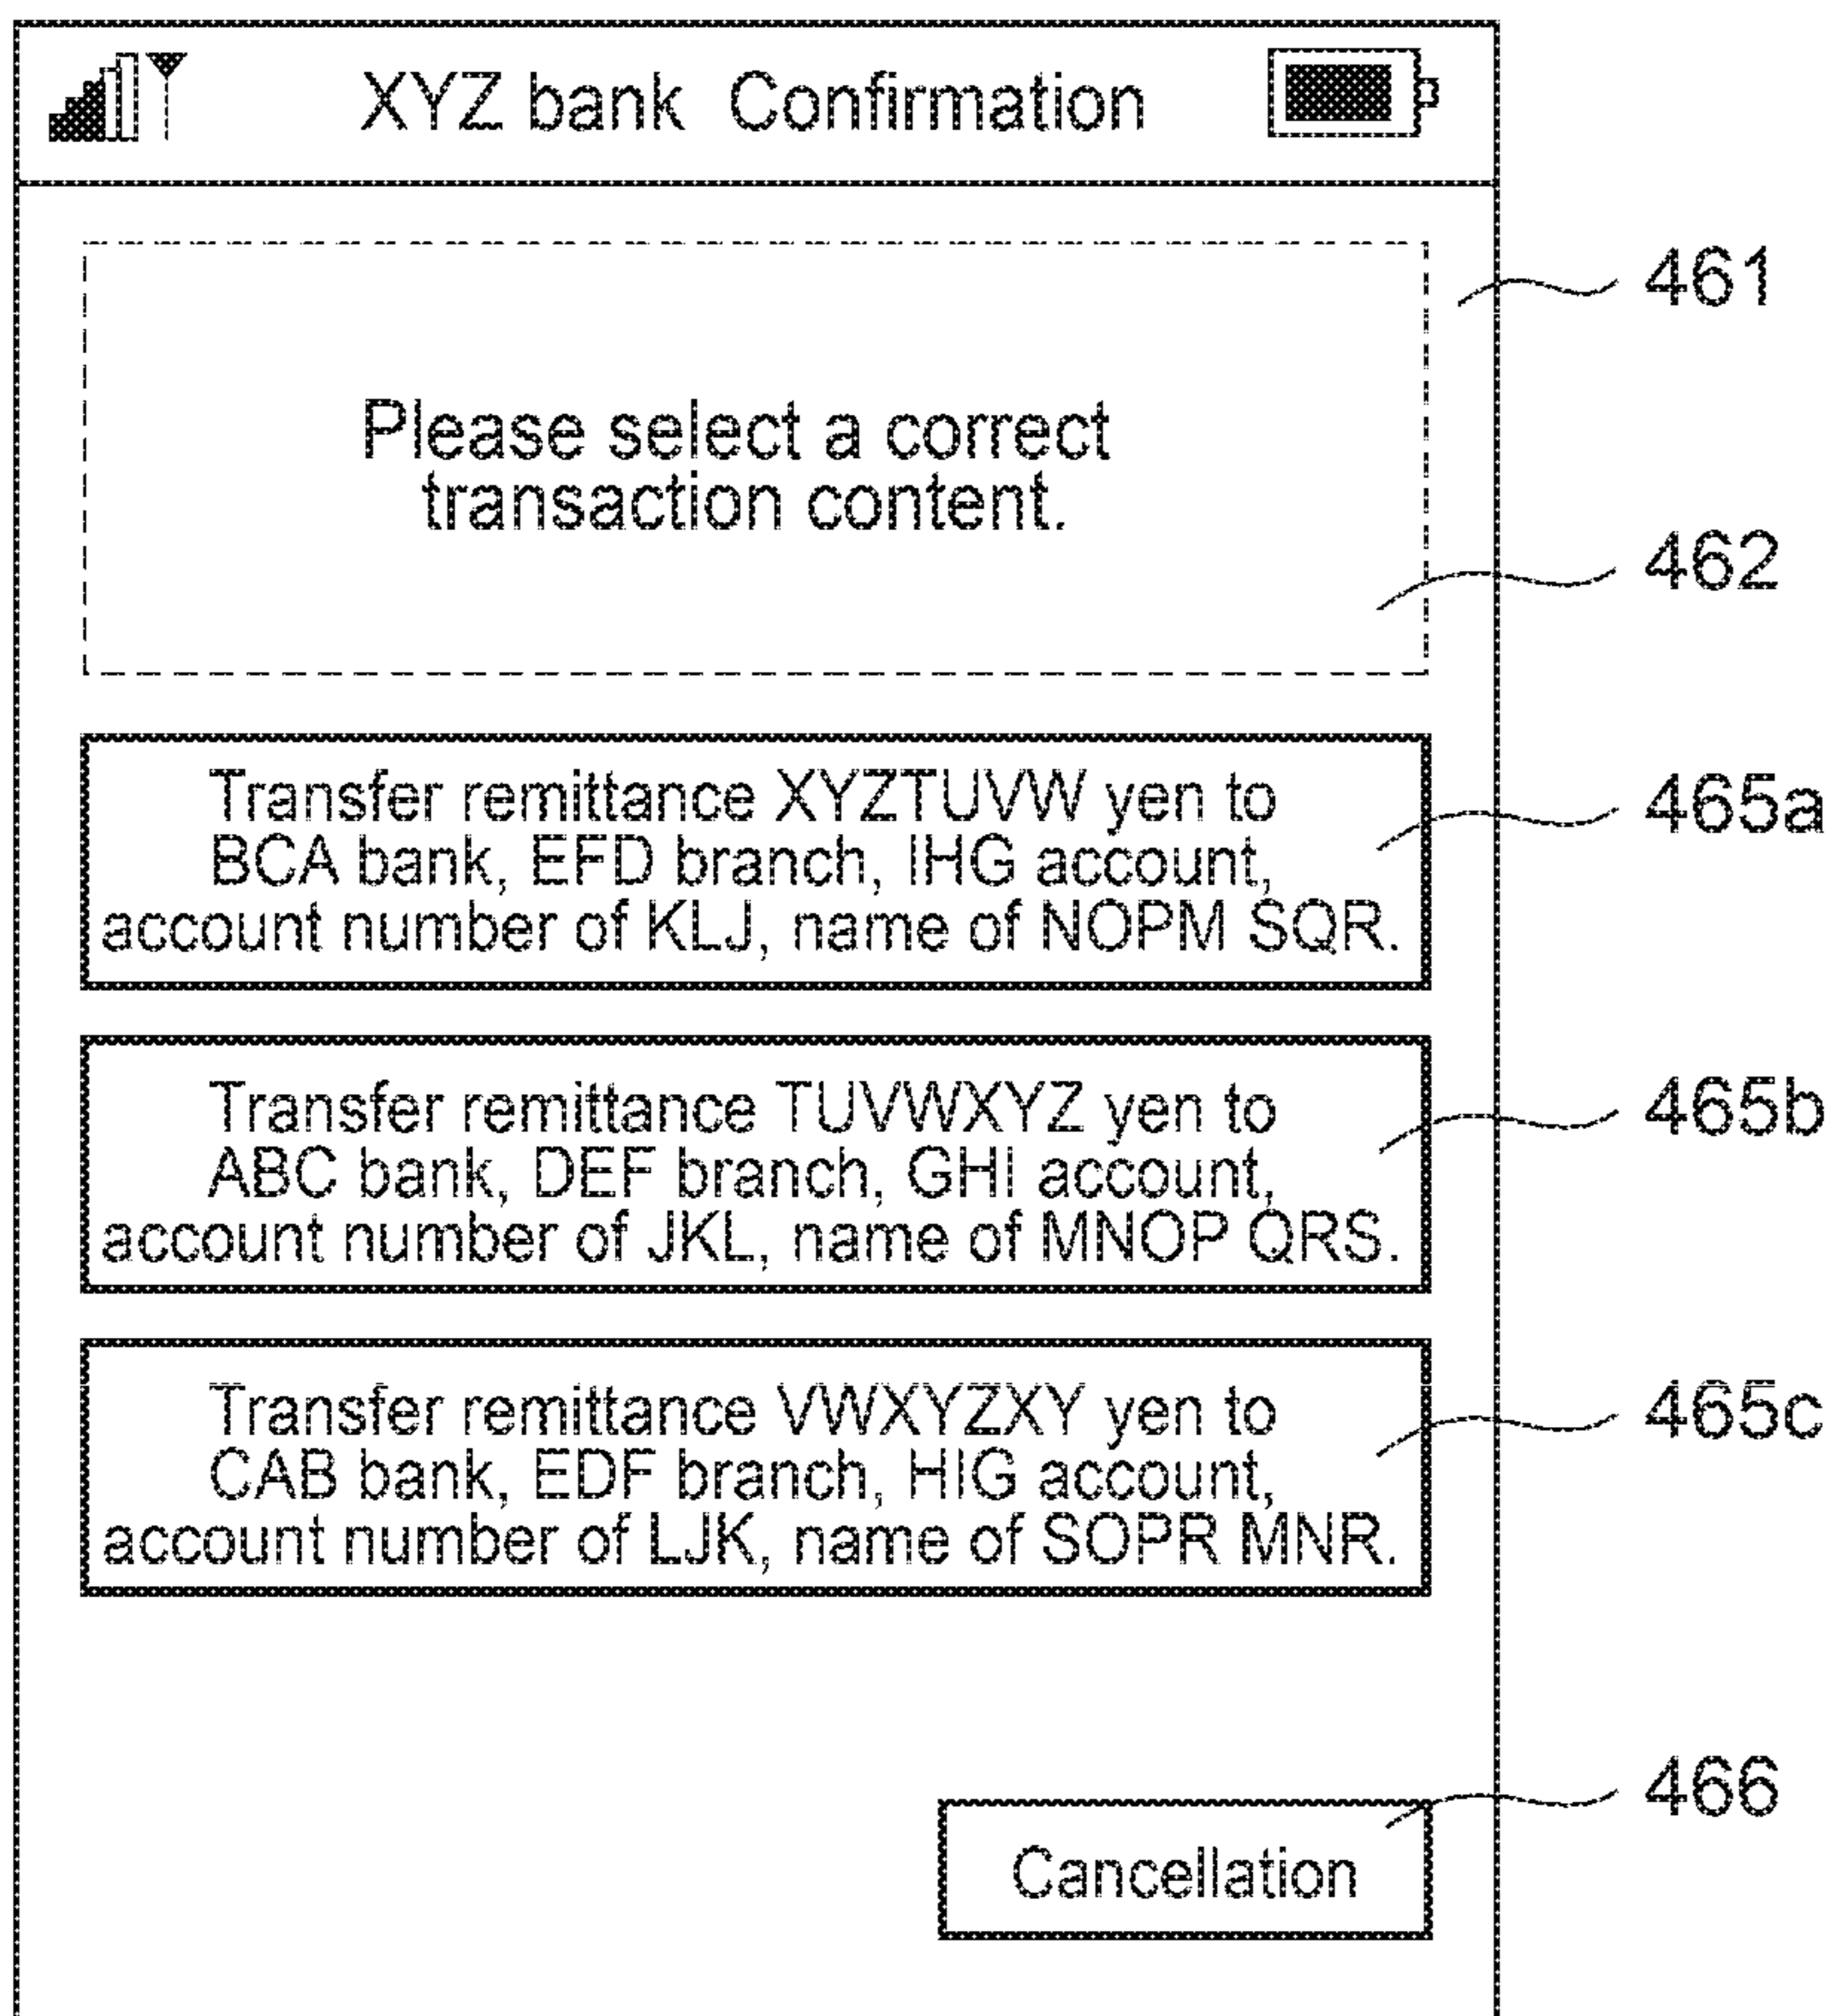 XYZ bank Confirmation
461
Please select a correct
transaction content.
462
Transfer remittance XYZTUVW yen to
BCA bank, EFD branch, IHG account,
account number of KLJ, name of NOPM SQR.
465a
Transfer remittance TUVWXYZ yen to
ABC bank, DEF branch, GHI account,
account number of JKL, name of MNOP QRS.
465b
Transfer remittance VWXYZXY yen to
CAB bank, EDF branch, HIG account,
account number of LJK, name of SOPR MNR.
465c
466
Cancellation